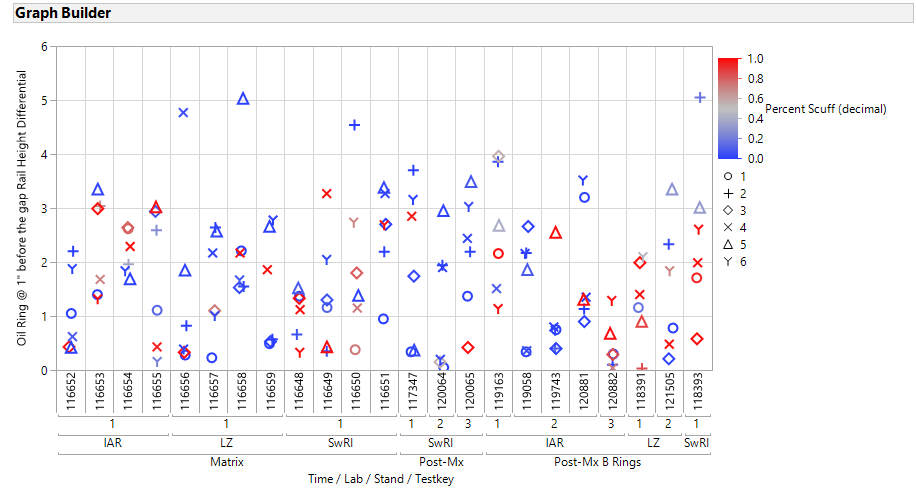 Graph Builder
Oil Ring @ 1" before the gap Rail Height Differential
6
5
4
3
2
1
0
116652 116653 116654 116655 116656 116657 116658 116659 116648 116649 116650 116651 117347 120064 120065 119163 119058 119743 120881 120882 118391 121505 118393
1 1 1 1 2 3 1 2 3 1 2 1
IAR LZ SwRI SwRI IAR LZ SwRI
Matrix Post-Mx Post-Mx B Rings
Time / Lab / Stand / Testkey
1.0
0.8
0.6
0.4
0.2
0.0
Percent Scuff (decimal)
1
2
3
4
5
6